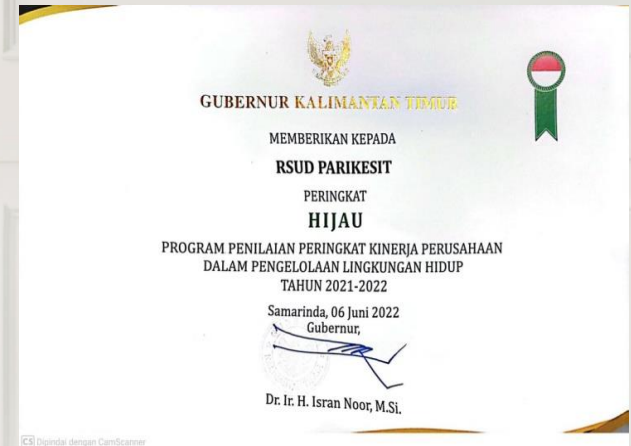 GUBERNUR KALIMANTAN TIMUR
MEMBERIKAN KEPADA
RSUD PARIKESIT
PERINGKAT
HIJAU
PROGRAM PENILAIAN PERINGKAT KINERJA PERUSAHAAN
DALAM PENGELOLAAN LINGKUNGAN HIDUP
TAHUN 2021-2022
Samarinda, 06 Juni 2022
Gubernur,
Dr. Ir. H. Isran Noor, M.Si.
CS Dipindai dengan CamScanner